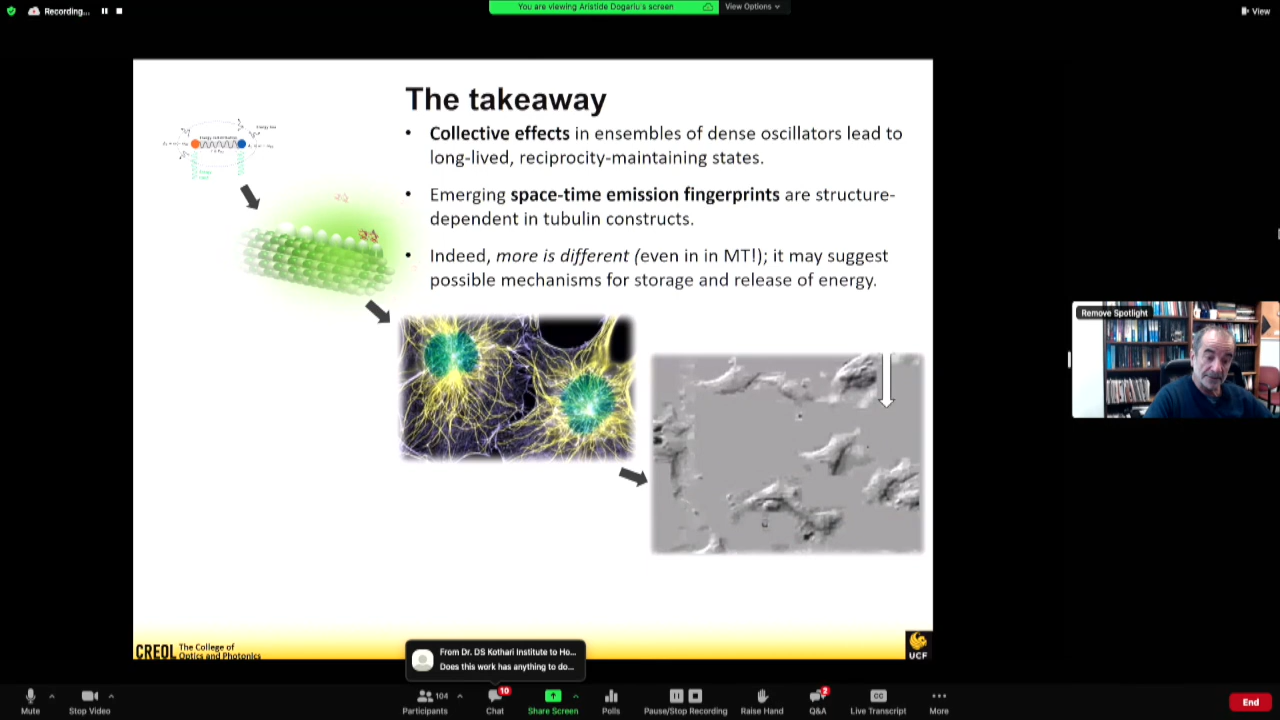 Recording...
You are viewing Aristide Dogariu's screen
View Options
View
The takeaway
• Collective effects in ensembles of dense oscillators lead to
long-lived, reciprocity-maintaining states.
• Emerging space-time emission fingerprints are structure-
dependent in tubulin constructs.
• Indeed, more is different (even in in MT!); it may suggest
possible mechanisms for storage and release of energy.
Remove Spotlight
CREOL The College of
Optics and Photonics
UCF
From Dr. DS Kothari Institute to Ho...
Does this work has anything to do...
Mute
Stop Video
104
Participants
10
Chat
Share Screen
Polls
Pause/Stop Recording
Raise Hand
2
Q&A
CC
Live Transcript
More
End